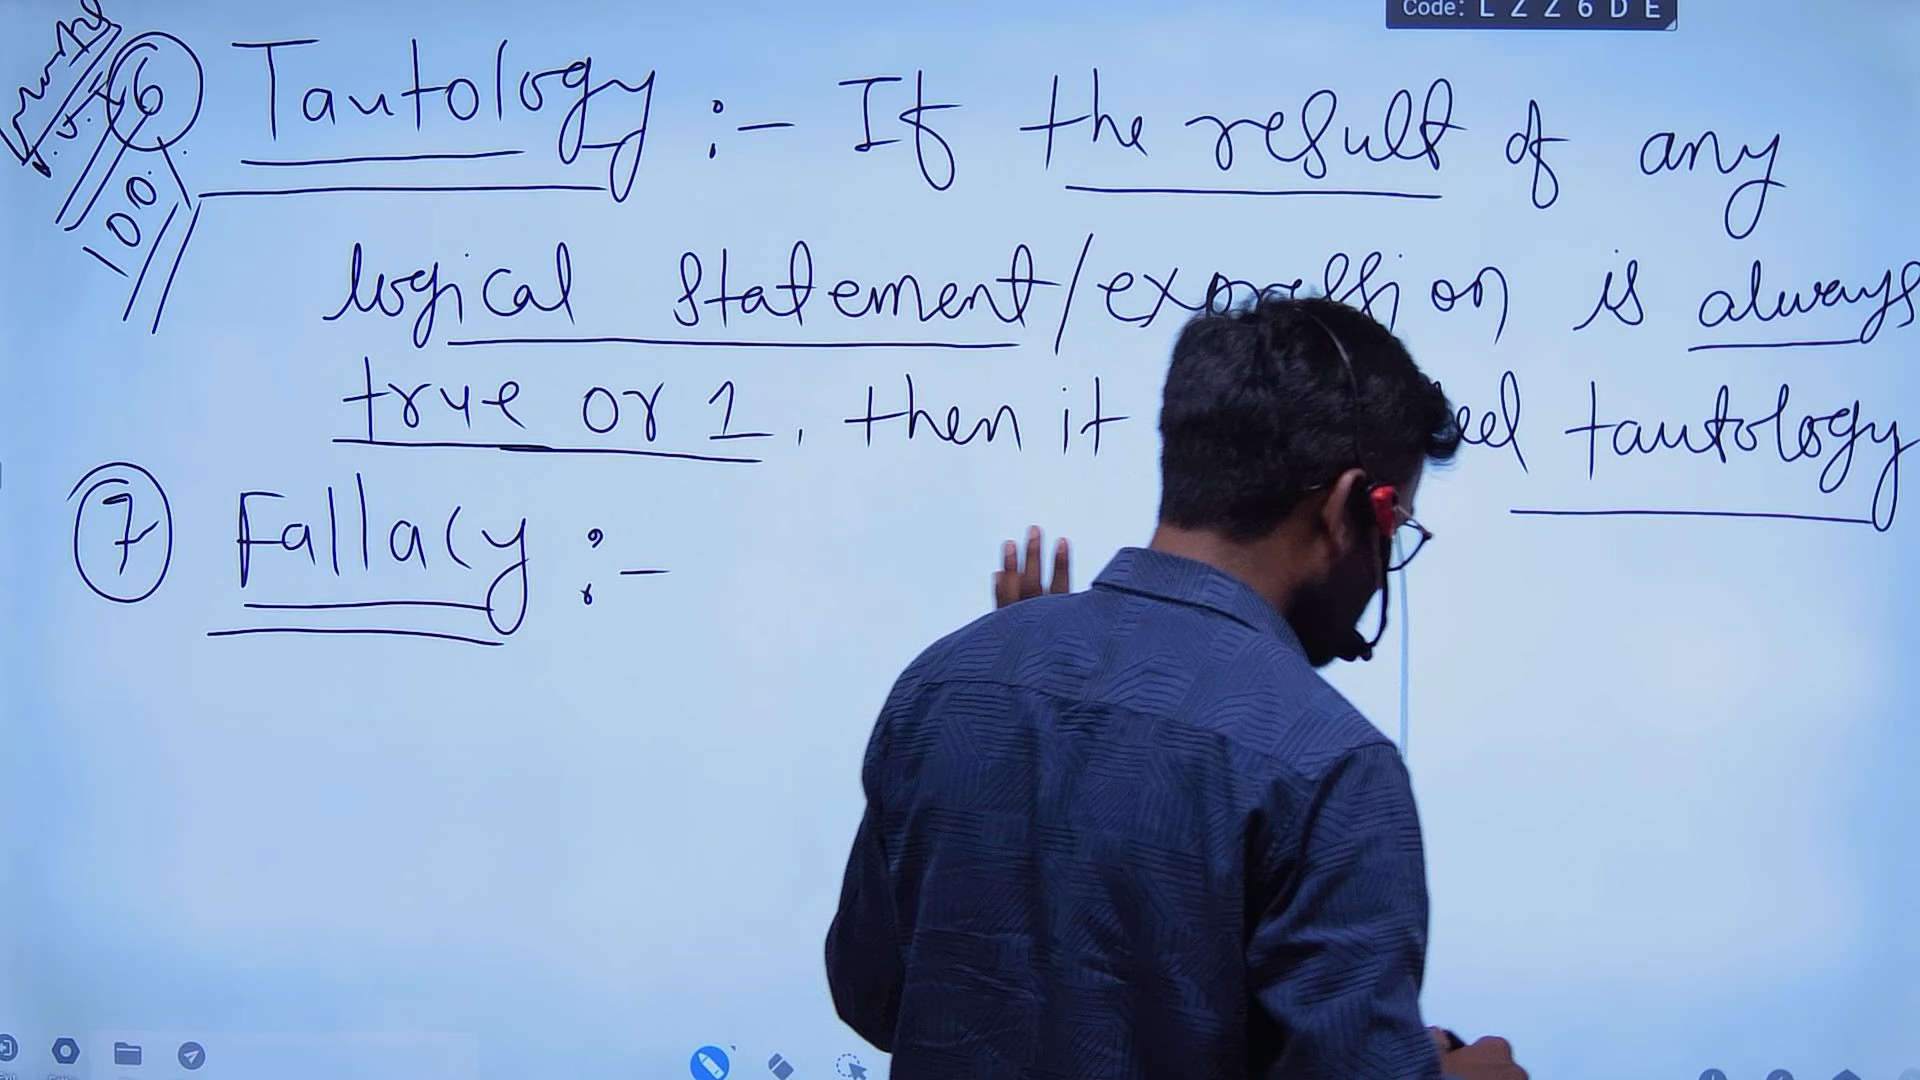 Code: L Z Z 6 D E
6 Tautology :- If the result of any
logical statement/expression is always
true or 1, then it tautology
7 Fallacy :-
100